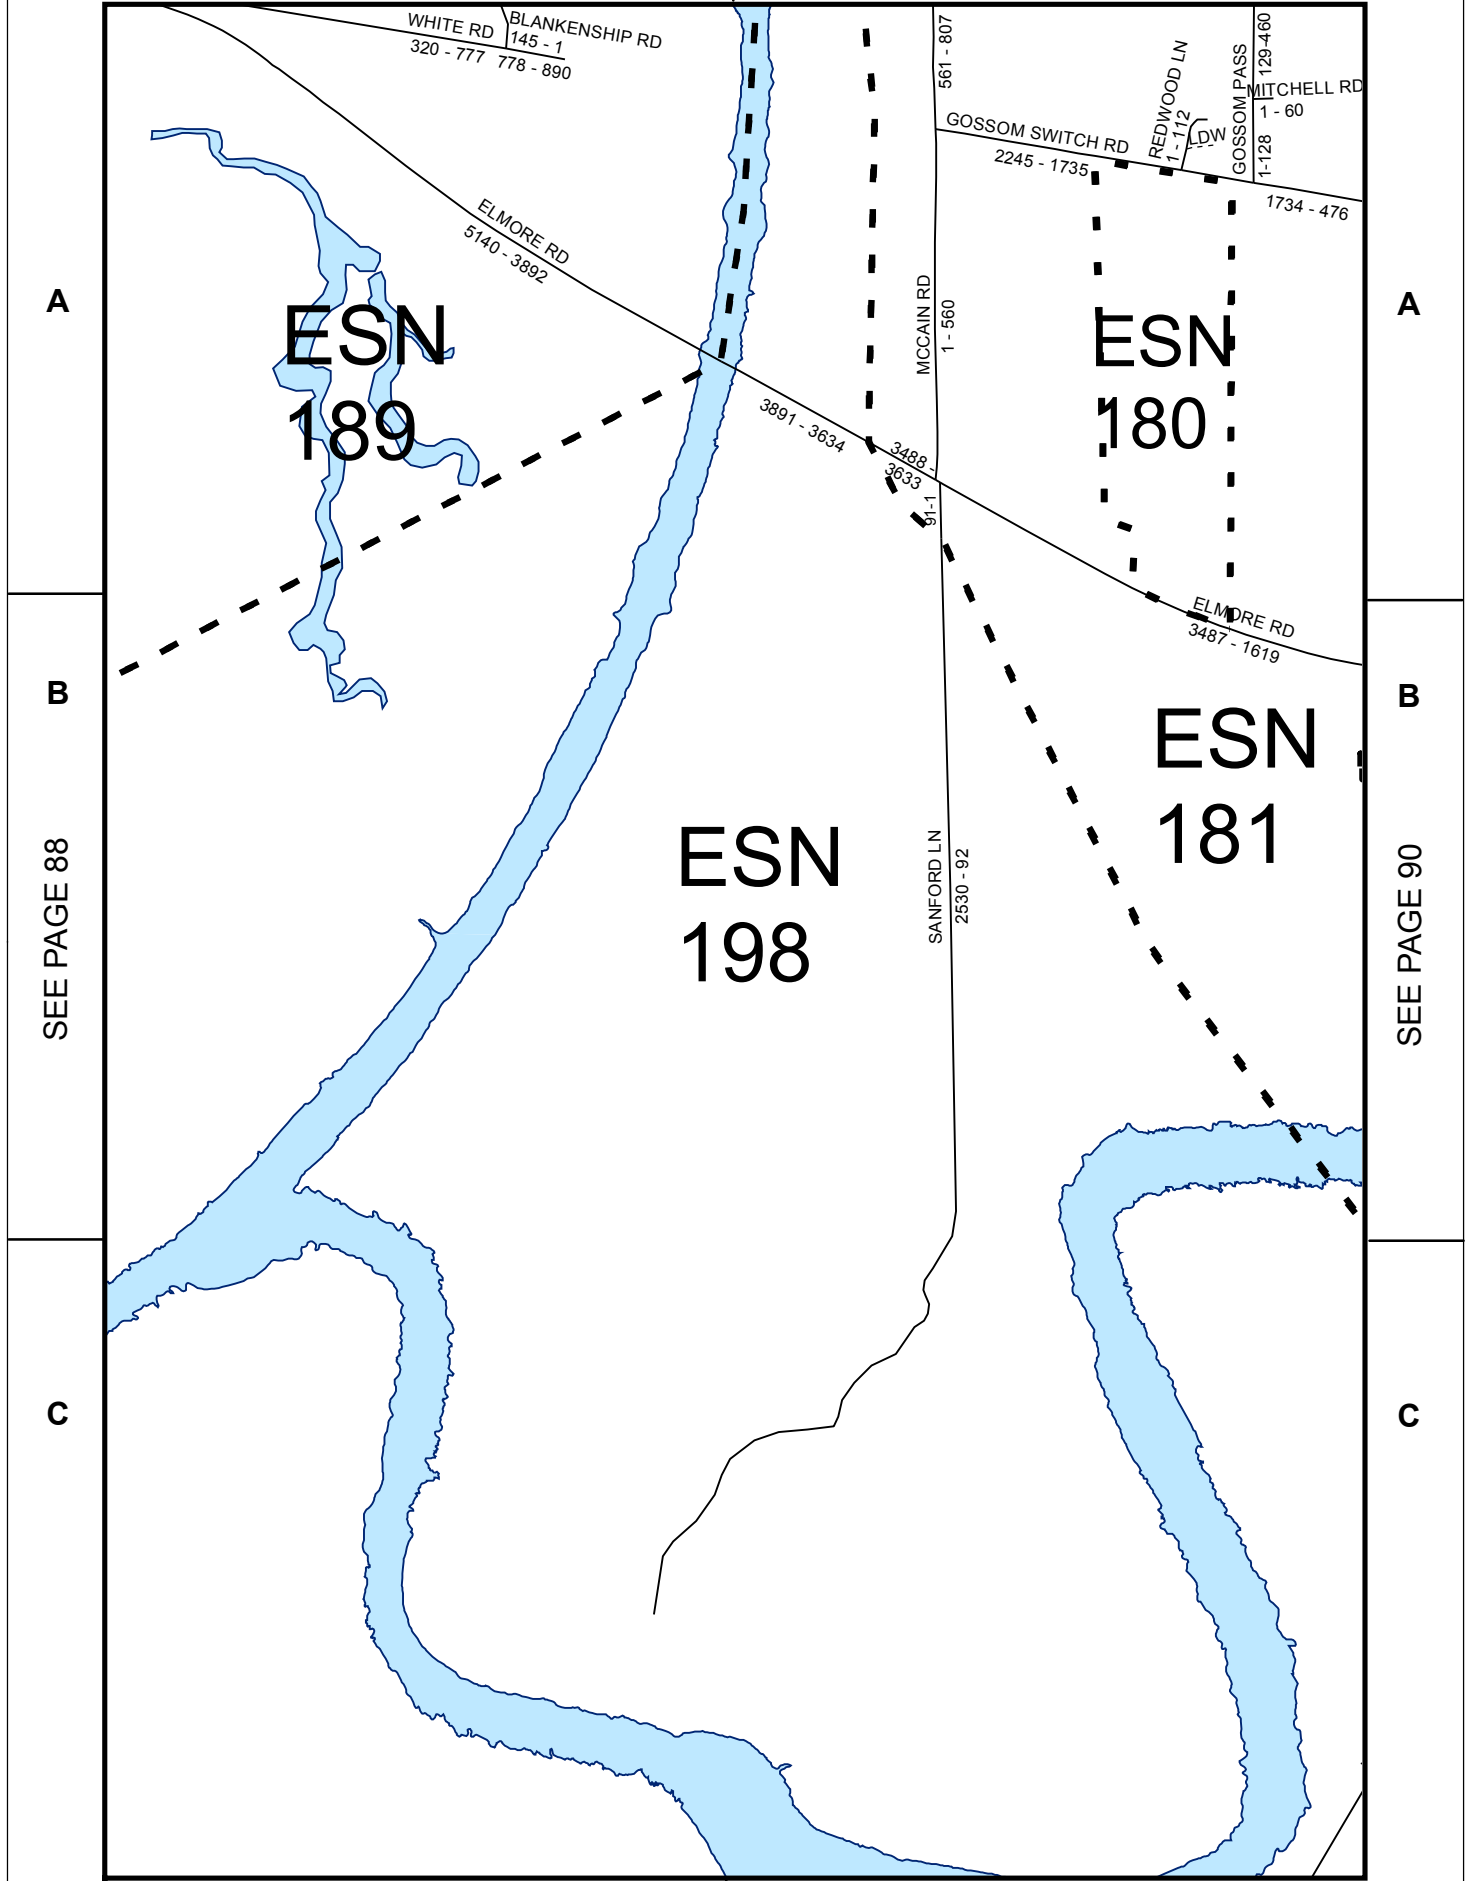 WHITE RD
320 - 777
778 - 890
BLANKENSHIP RD
145 - 1
561 - 807
GOSSOM SWITCH RD
2245 - 1735
REDWOOD LN
1 - 112
LDW
GOSSOM PASS
129-460
1-128
MITCHELL RD
1 - 60
1734 - 476
ELMORE RD
5140 - 3892
A
A
ESN
189
MCCAIN RD
1 - 560
ESN
180
3891 - 3634
3488 -
3633
91-1
ELMORE RD
3487 - 1619
B
B
ESN
181
ESN
198
SANFORD LN
2530 - 92
SEE PAGE 88
SEE PAGE 90
C
C